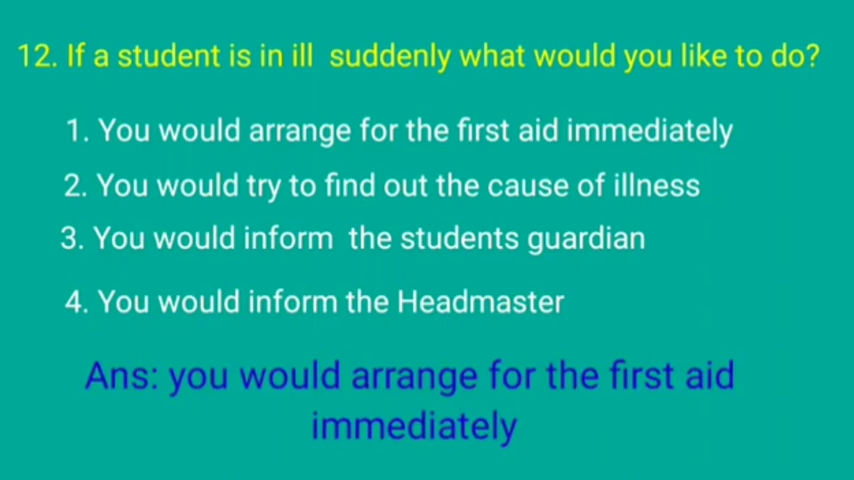 12. If a student is in ill suddenly what would you like to do?
1. You would arrange for the first aid immediately
2. You would try to find out the cause of illness
3. You would inform the students guardian
4. You would inform the Headmaster
Ans: you would arrange for the first aid
immediately